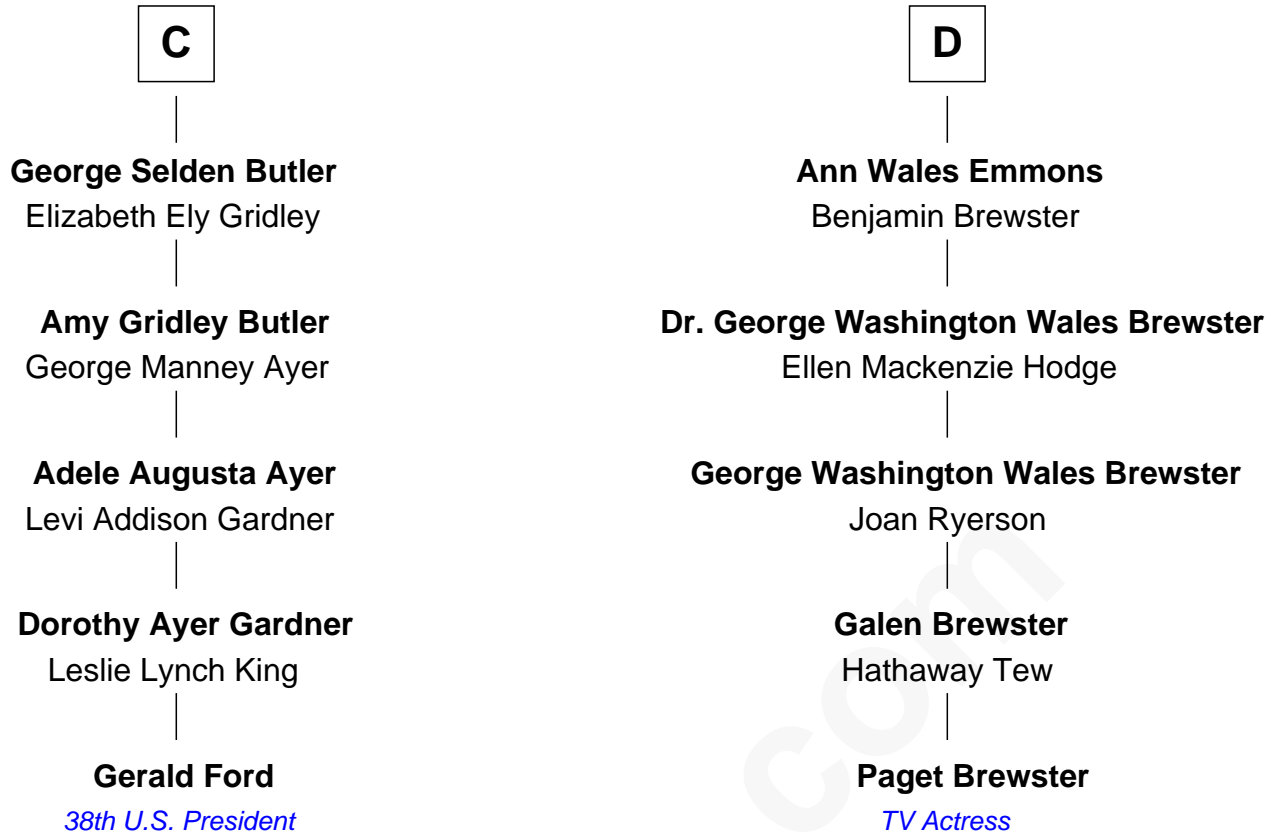 C
George Selden Butler
Elizabeth Ely Gridley
Amy Gridley Butler
George Manney Ayer
Adele Augusta Ayer
Levi Addison Gardner
Dorothy Ayer Gardner
Leslie Lynch King
Gerald Ford
38th U.S. President
D
Ann Wales Emmons
Benjamin Brewster
Dr. George Washington Wales Brewster
Ellen Mackenzie Hodge
George Washington Wales Brewster
Joan Ryerson
Galen Brewster
Hathaway Tew
Paget Brewster
TV Actress
com